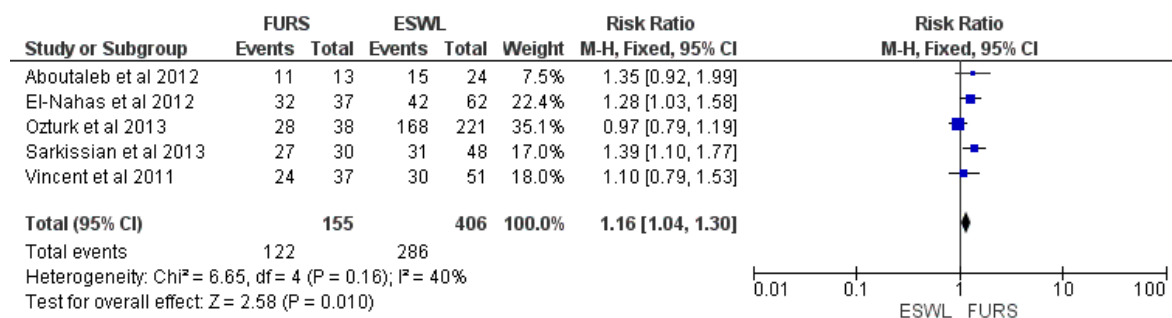 FURS ESWL Risk Ratio Risk Ratio
Study or Subgroup Events Total Events Total Weight M-H, Fixed, 95% CI M-H, Fixed, 95% CI
Aboutaleb et al 2012 11 13 15 24 7.5% 1.35 [0.92, 1.99]
El-Nahas et al 2012 32 37 42 62 22.4% 1.28 [1.03, 1.58]
Ozturk et al 2013 28 38 168 221 35.1% 0.97 [0.79, 1.19]
Sarkissian et al 2013 27 30 31 48 17.0% 1.39 [1.10, 1.77]
Vincent et al 2011 24 37 30 51 18.0% 1.10 [0.79, 1.53]
Total (95% CI) 155 406 100.0% 1.16 [1.04, 1.30]
Total events 122 286
Heterogeneity: Chi² = 6.65, df = 4 (P = 0.16); I² = 40%
Test for overall effect: Z = 2.58 (P = 0.010)
0.01 0.1 1 10 100
ESWL FURS